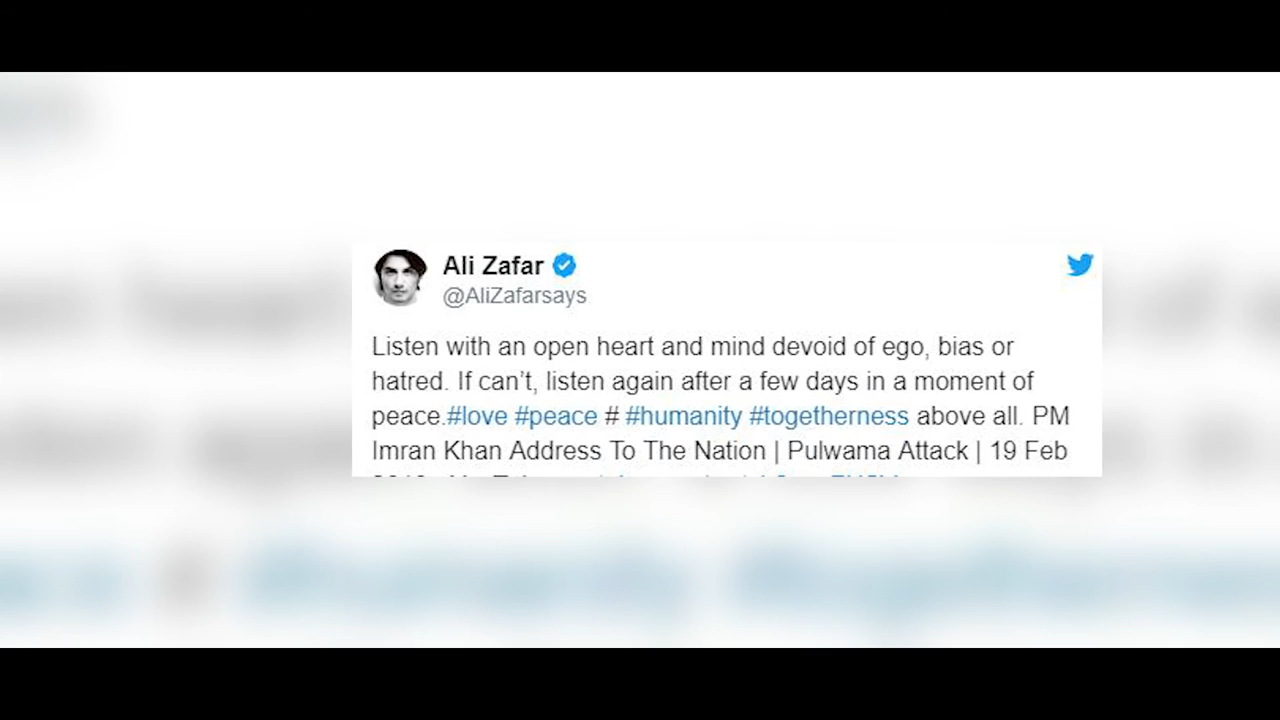 Ali Zafar
@AliZafarsays
Listen with an open heart and mind devoid of ego, bias or
hatred. If can’t, listen again after a few days in a moment of
peace.#love #peace # #humanity #togetherness above all. PM
Imran Khan Address To The Nation | Pulwama Attack | 19 Feb